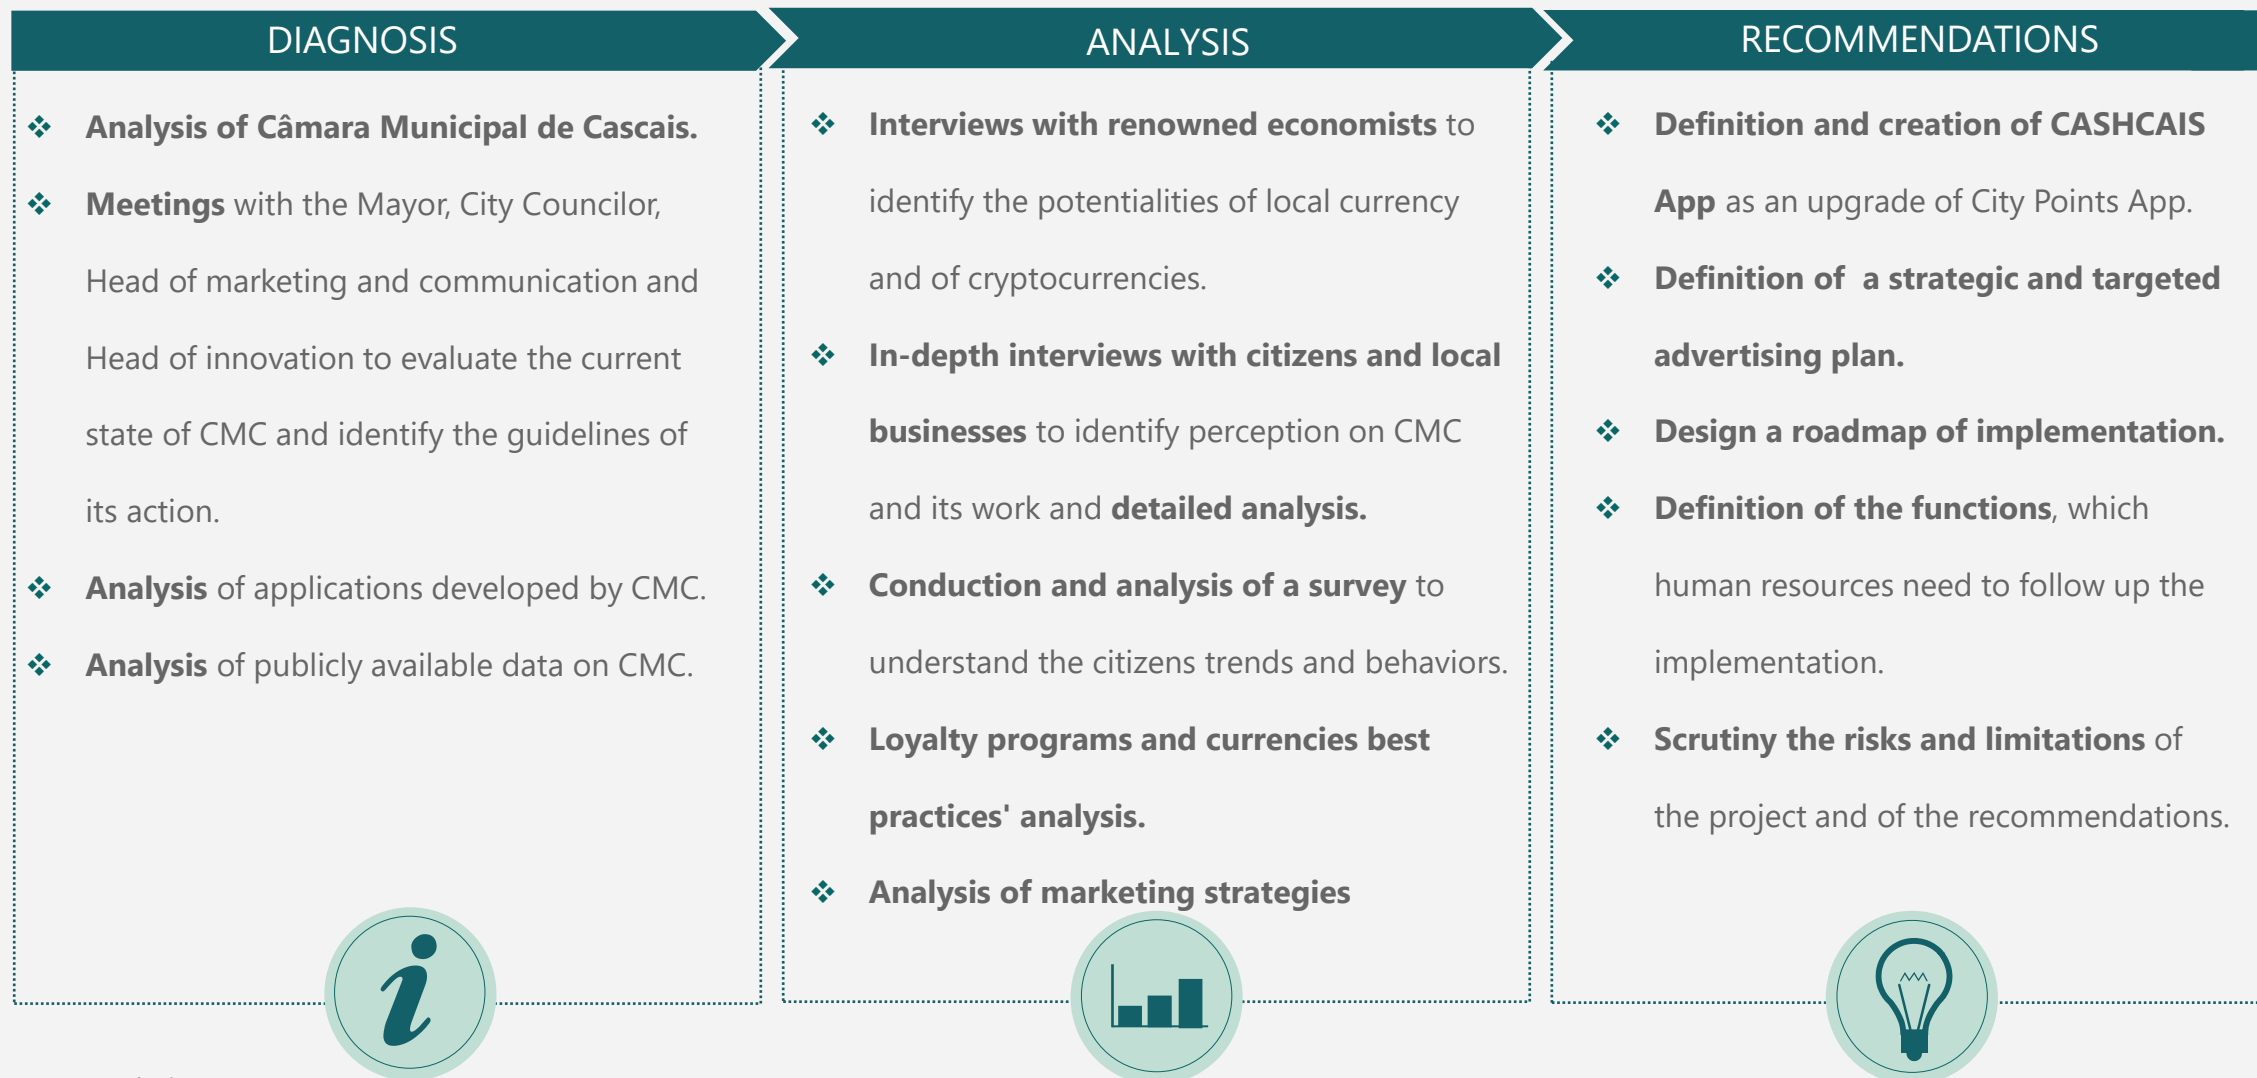 DIAGNOSIS
❖ Analysis of Câmara Municipal de Cascais.
❖ Meetings with the Mayor, City Councilor,
Head of marketing and communication and
Head of innovation to evaluate the current
state of CMC and identify the guidelines of
its action.
❖ Analysis of applications developed by CMC.
❖ Analysis of publicly available data on CMC.
ANALYSIS
❖ Interviews with renowned economists to
identify the potentialities of local currency
and of cryptocurrencies.
❖ In-depth interviews with citizens and local
businesses to identify perception on CMC
and its work and detailed analysis.
❖ Conduction and analysis of a survey to
understand the citizens trends and behaviors.
❖ Loyalty programs and currencies best
practices' analysis.
❖ Analysis of marketing strategies
RECOMMENDATIONS
❖ Definition and creation of CASHCAIS
App as an upgrade of City Points App.
❖ Definition of  a strategic and targeted
advertising plan.
❖ Design a roadmap of implementation.
❖ Definition of the functions, which
human resources need to follow up the
implementation.
❖ Scrutiny the risks and limitations of
the project and of the recommendations.